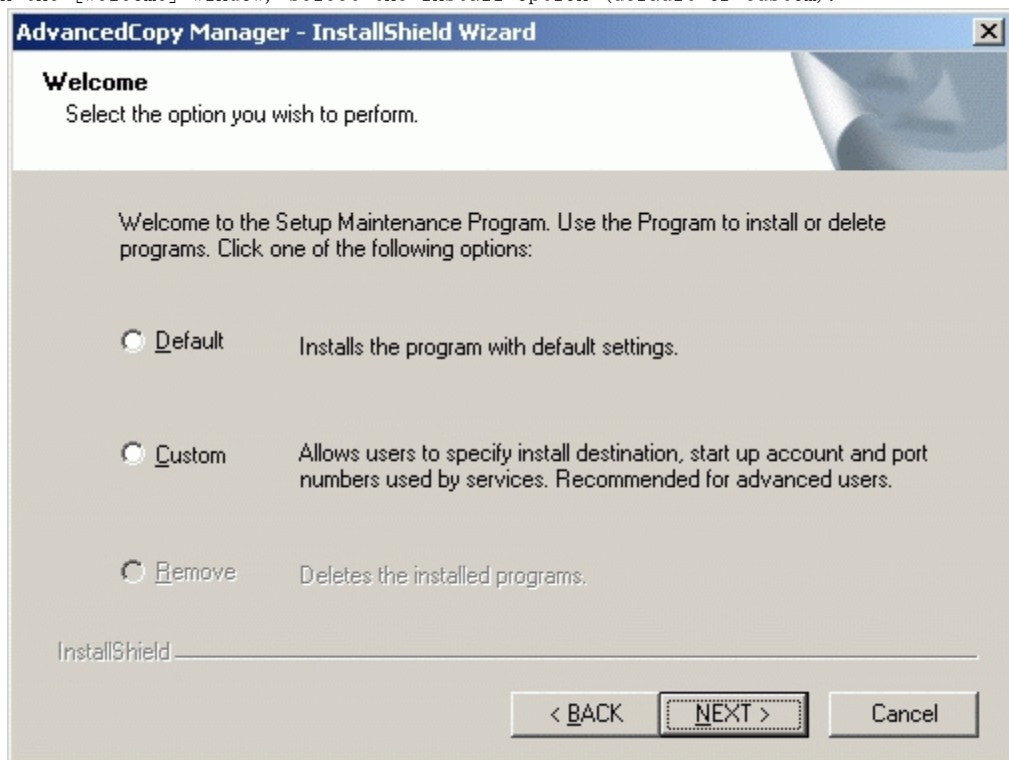 AdvancedCopy Manager - InstallShield Wizard
Welcome
Select the option you wish to perform.
Welcome to the Setup Maintenance Program. Use the Program to install or delete
programs. Click one of the following options:
Default Installs the program with default settings.
Custom Allows users to specify install destination, start up account and port
numbers used by services. Recommended for advanced users.
Remove Deletes the installed programs.
InstallShield
< BACK NEXT > Cancel